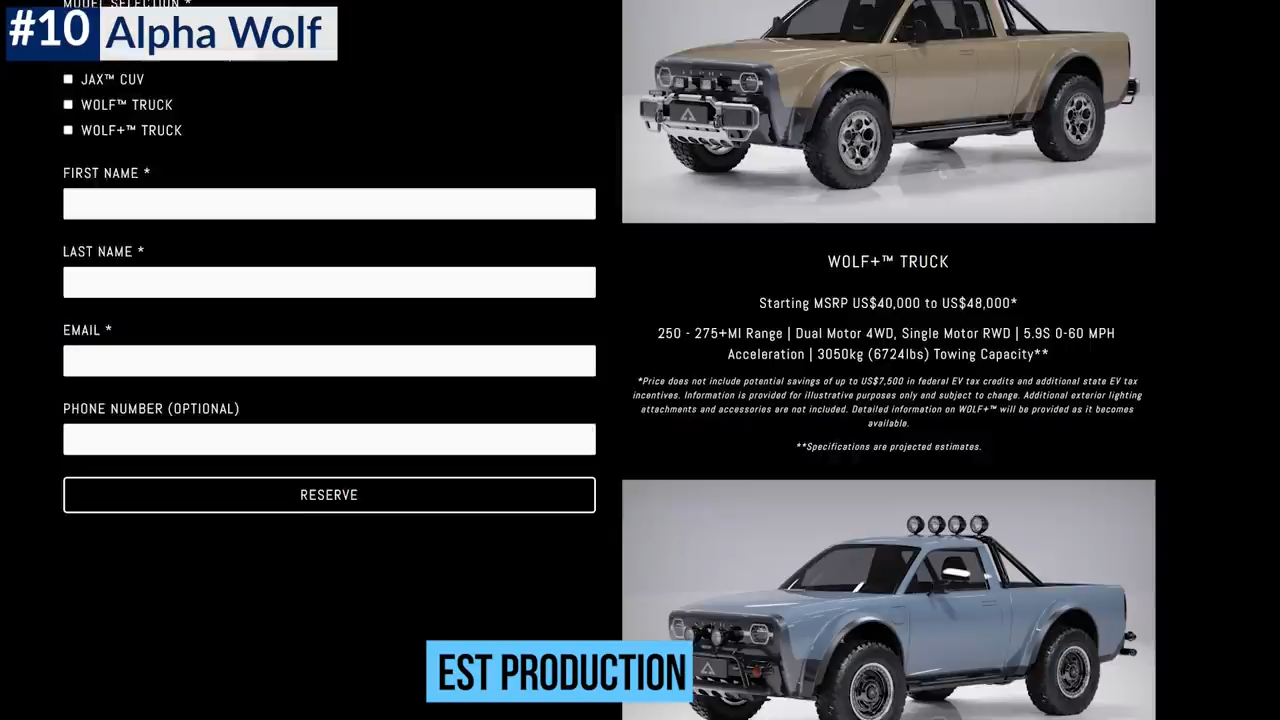 MODEL SELECTION *
#10 Alpha Wolf
JAX™ CUV
WOLF™ TRUCK
WOLF+™ TRUCK
FIRST NAME *
LAST NAME *
EMAIL *
PHONE NUMBER (OPTIONAL)
RESERVE
ALPHA
WOLF+™ TRUCK
Starting MSRP US$40,000 to US$48,000*
250 - 275+MI Range | Dual Motor 4WD, Single Motor RWD | 5.9S 0-60 MPH
Acceleration | 3050kg (6724lbs) Towing Capacity**
*Price does not include potential savings of up to US$7,500 in federal EV tax credits and additional state EV tax
incentives. Information is provided for illustrative purposes only and subject to change. Additional exterior lighting
attachments and accessories are not included. Detailed information on WOLF+™ will be provided as it becomes
available.
**Specifications are projected estimates.
EST PRODUCTION